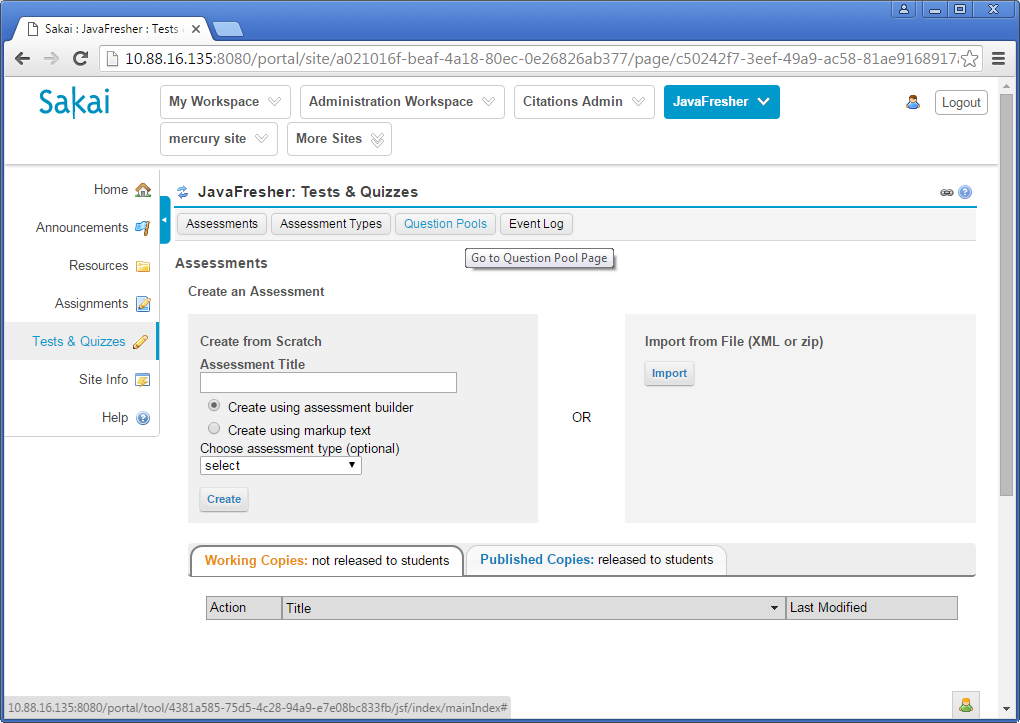 Sakai : JavaFresher : Tests
10.88.16.135:8080/portal/site/a021016f-beaf-4a18-80ec-0e26826ab377/page/c50242f7-3eef-49a9-ac58-81ae9168917
Sakai
My Workspace
Administration Workspace
Citations Admin
JavaFresher
Logout
mercury site
More Sites
Home
Announcements
Resources
Assignments
Tests & Quizzes
Site Info
Help
JavaFresher: Tests & Quizzes
Assessments
Assessment Types
Question Pools
Event Log
Go to Question Pool Page
Assessments
Create an Assessment
Create from Scratch
Assessment Title
Create using assessment builder
Create using markup text
Choose assessment type (optional)
select
Create
OR
Import from File (XML or zip)
Import
Working Copies: not released to students
Published Copies: released to students
Action
Title
Last Modified
10.88.16.135:8080/portal/tool/4381a585-75d5-4c28-94a9-e7e08bc833fb/jsf/index/mainIndex#